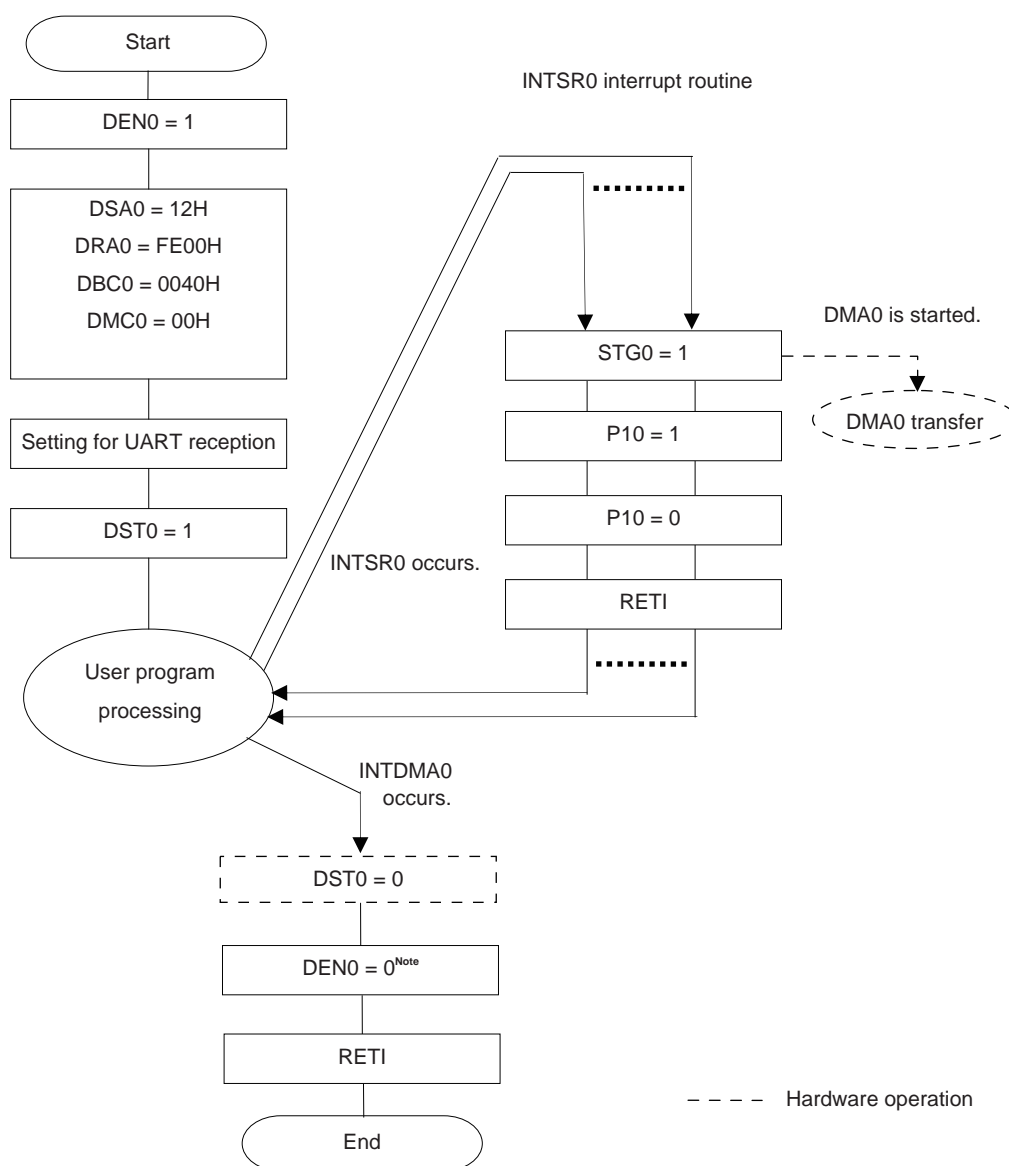 Start
DEN0 = 1
DSA0 = 12H
DRA0 = FE00H
DBC0 = 0040H
DMC0 = 00H
Setting for UART reception
DST0 = 1
User program
processing
INTSR0 occurs.
INTSR0 interrupt routine
STG0 = 1
P10 = 1
P10 = 0
RETI
DMA0 is started.
DMA0 transfer
INTDMA0
occurs.
DST0 = 0
DEN0 = 0Note
RETI
End
Hardware operation